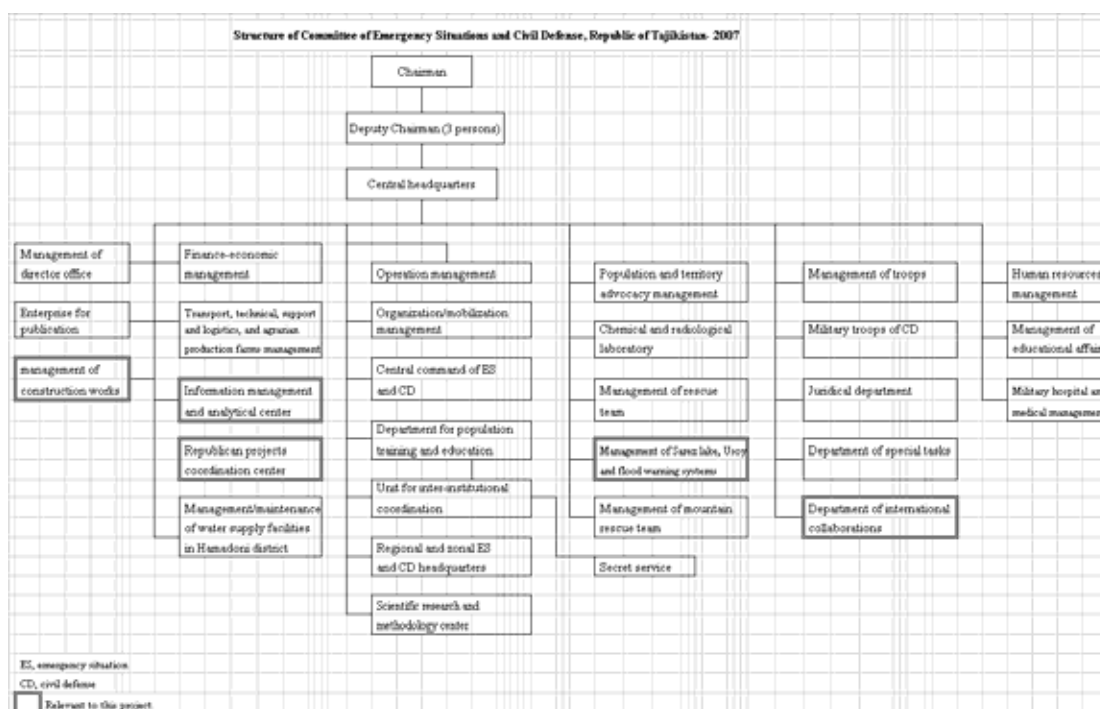 Structure of Committee of Emergency Situations and Civil Defense, Republic of Tajikistan- 2007
Chairman
Deputy Chairman (3 persons)
Central headquarters
Management of
director office
Enterprise for
publication
management of
construction works
Finance-economic
management
Transport, technical, support
and logistics, and agrarian
production farms management
Information management
and analytical center
Republican projects
coordination center
Management/maintenance
of water supply facilities
in Hamadoni district
Operation management
Organization/mobilization
management
Central command of ES
and CD
Department for population
training and education
Unit for inter-institutional
coordination
Regional and zonal ES
and CD headquarters
Scientific research and
methodology center
Population and territory
advocacy management
Chemical and radiological
laboratory
Management of rescue
team
Management of Sarez lake, Usoy
and flood warning systems
Management of mountain
rescue team
Secret service
Management of troops
Military troops of CD
Juridical department
Department of special tasks
Department of international
collaborations
Human resources
management
Management of
educational affair
Military hospital an
medical manageme
ES, emergency situation
CD, civil defense
Relevant to this project